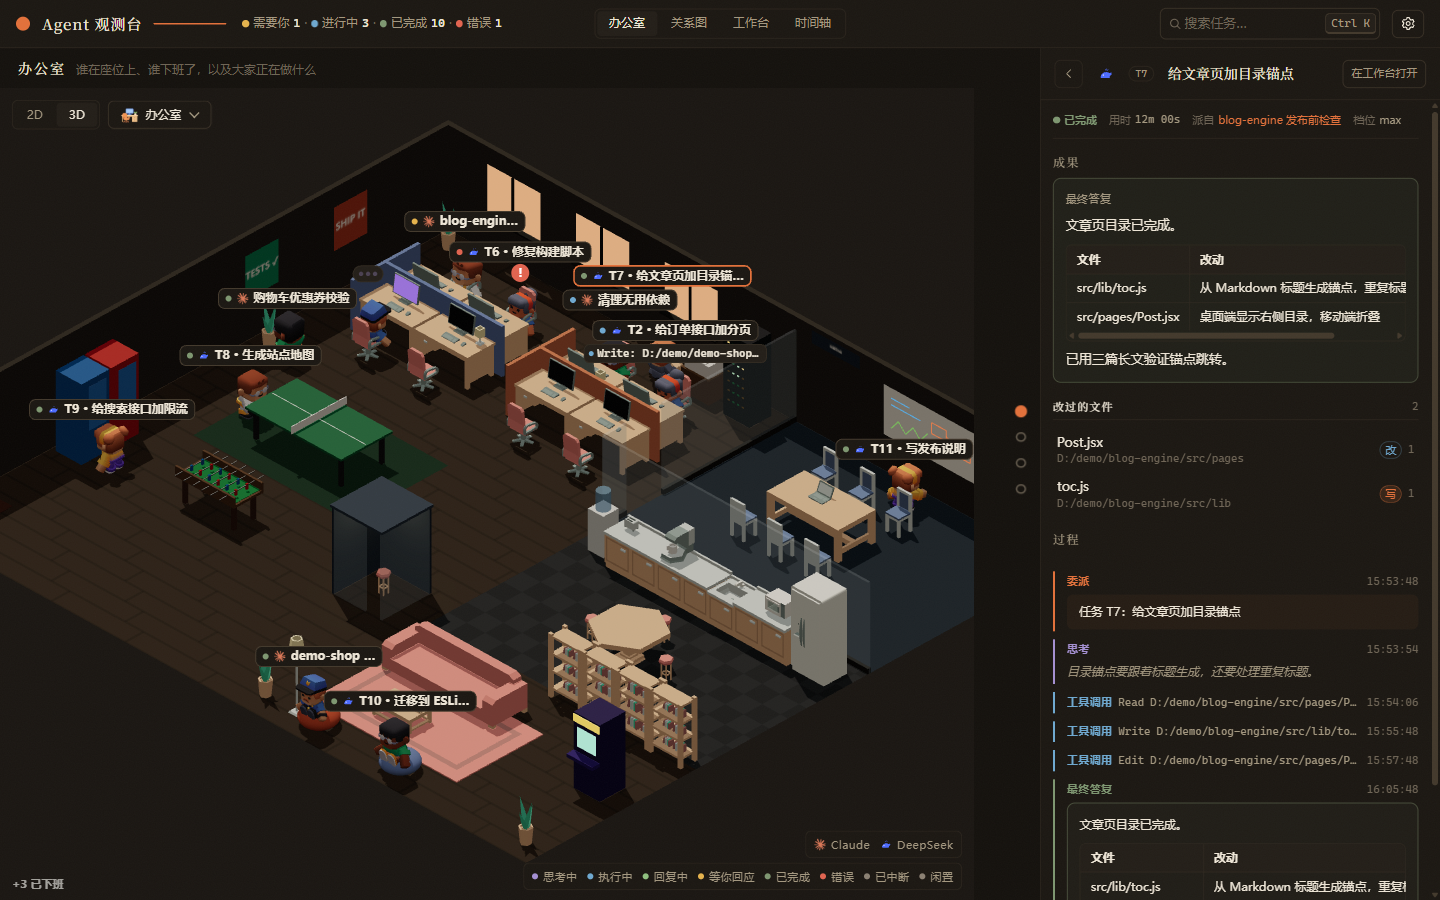 Agent 观测台
需要你 1 · 进行中 3 · 已完成 10 · 错误 1
办公室 关系图 工作台 时间轴
搜索任务… Ctrl K
办公室 谁在座位上、谁下班了，以及大家正在做什么
2D 3D 办公室
SHIP IT
TESTS ✓
blog-engin…
T6 • 修复构建脚本
!
T7 • 给文章页加目录锚…
购物车优惠券校验
清理无用依赖
T2 • 给订单接口加分页
Write: D:/demo/demo-shop…
T8 • 生成站点地图
T9 • 给搜索接口加限流
T11 • 写发布说明
demo-shop …
T10 • 迁移到 ESLi…
Claude DeepSeek
思考中 执行中 回复中 等你回应 已完成 错误 已中断 闲置
+3 已下班
T7 给文章页加目录锚点 在工作台打开
已完成 用时 12m 00s 派自 blog-engine 发布前检查 档位 max
成果
最终答复
文章页目录已完成。
文件 改动
src/lib/toc.js 从 Markdown 标题生成锚点，重复标题
src/pages/Post.jsx 桌面端显示右侧目录，移动端折叠
已用三篇长文验证锚点跳转。
改过的文件 2
Post.jsx 改 1
D:/demo/blog-engine/src/pages
toc.js 写 1
D:/demo/blog-engine/src/lib
过程
委派 15:53:48
任务 T7：给文章页加目录锚点
思考 15:53:54
目录锚点要跟着标题生成，还要处理重复标题。
工具调用 Read D:/demo/blog-engine/src/pages/P… 15:54:06
工具调用 Write D:/demo/blog-engine/src/lib/to… 15:55:48
工具调用 Edit D:/demo/blog-engine/src/pages/P… 15:57:48
最终答复 16:05:48
文章页目录已完成。
文件 改动
src/lib/toc.js 从 Markdown 标题生成锚点，重复